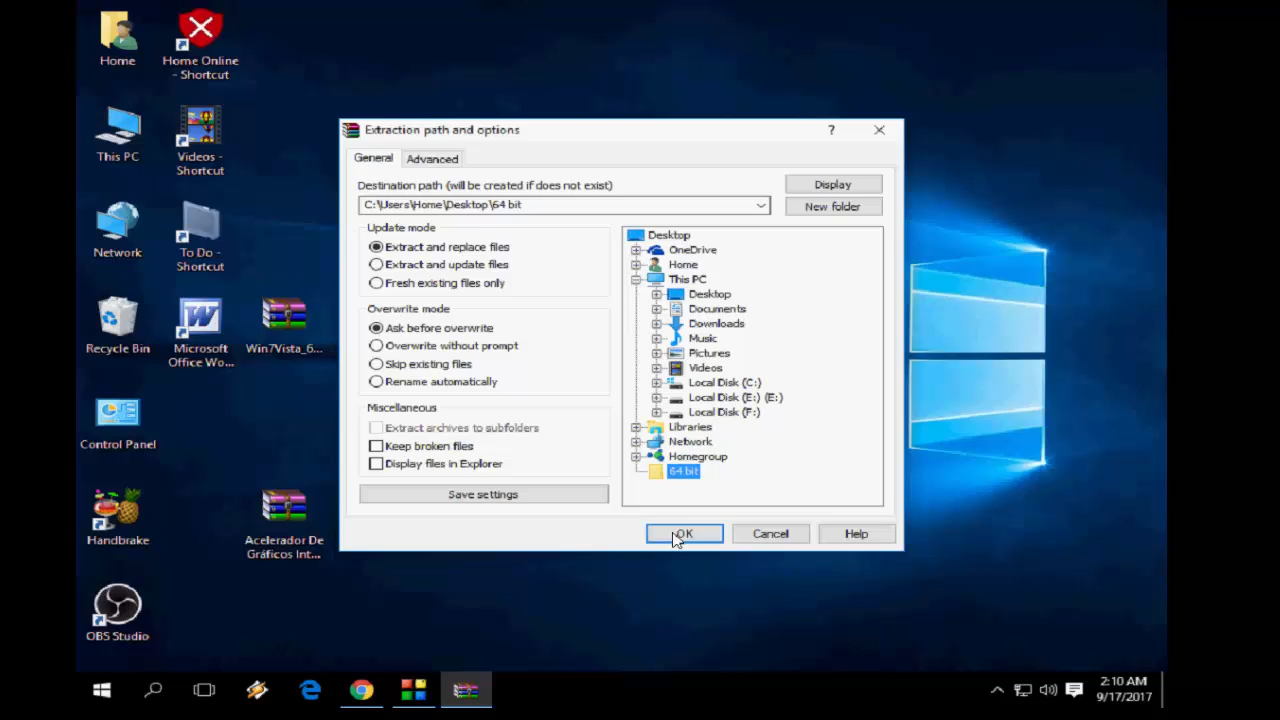 Home
Home Online
- Shortcut
This PC
Videos -
Shortcut
Network
To Do -
Shortcut
Recycle Bin
Microsoft
Office Wo...
Win7Vista_6...
Control Panel
Handbrake
Acelerador De
Gráficos Int...
OBS Studio
Extraction path and options
?
General
Advanced
Destination path (will be created if does not exist)
C:\Users\Home\Desktop\64 bit
Display
New folder
Update mode
Extract and replace files
Extract and update files
Fresh existing files only
Overwrite mode
Ask before overwrite
Overwrite without prompt
Skip existing files
Rename automatically
Miscellaneous
Extract archives to subfolders
Keep broken files
Display files in Explorer
Save settings
Desktop
OneDrive
Home
This PC
Desktop
Documents
Downloads
Music
Pictures
Videos
Local Disk (C:)
Local Disk (E:) (E:)
Local Disk (F:)
Libraries
Network
Homegroup
64 bit
OK
Cancel
Help
2:10 AM
9/17/2017